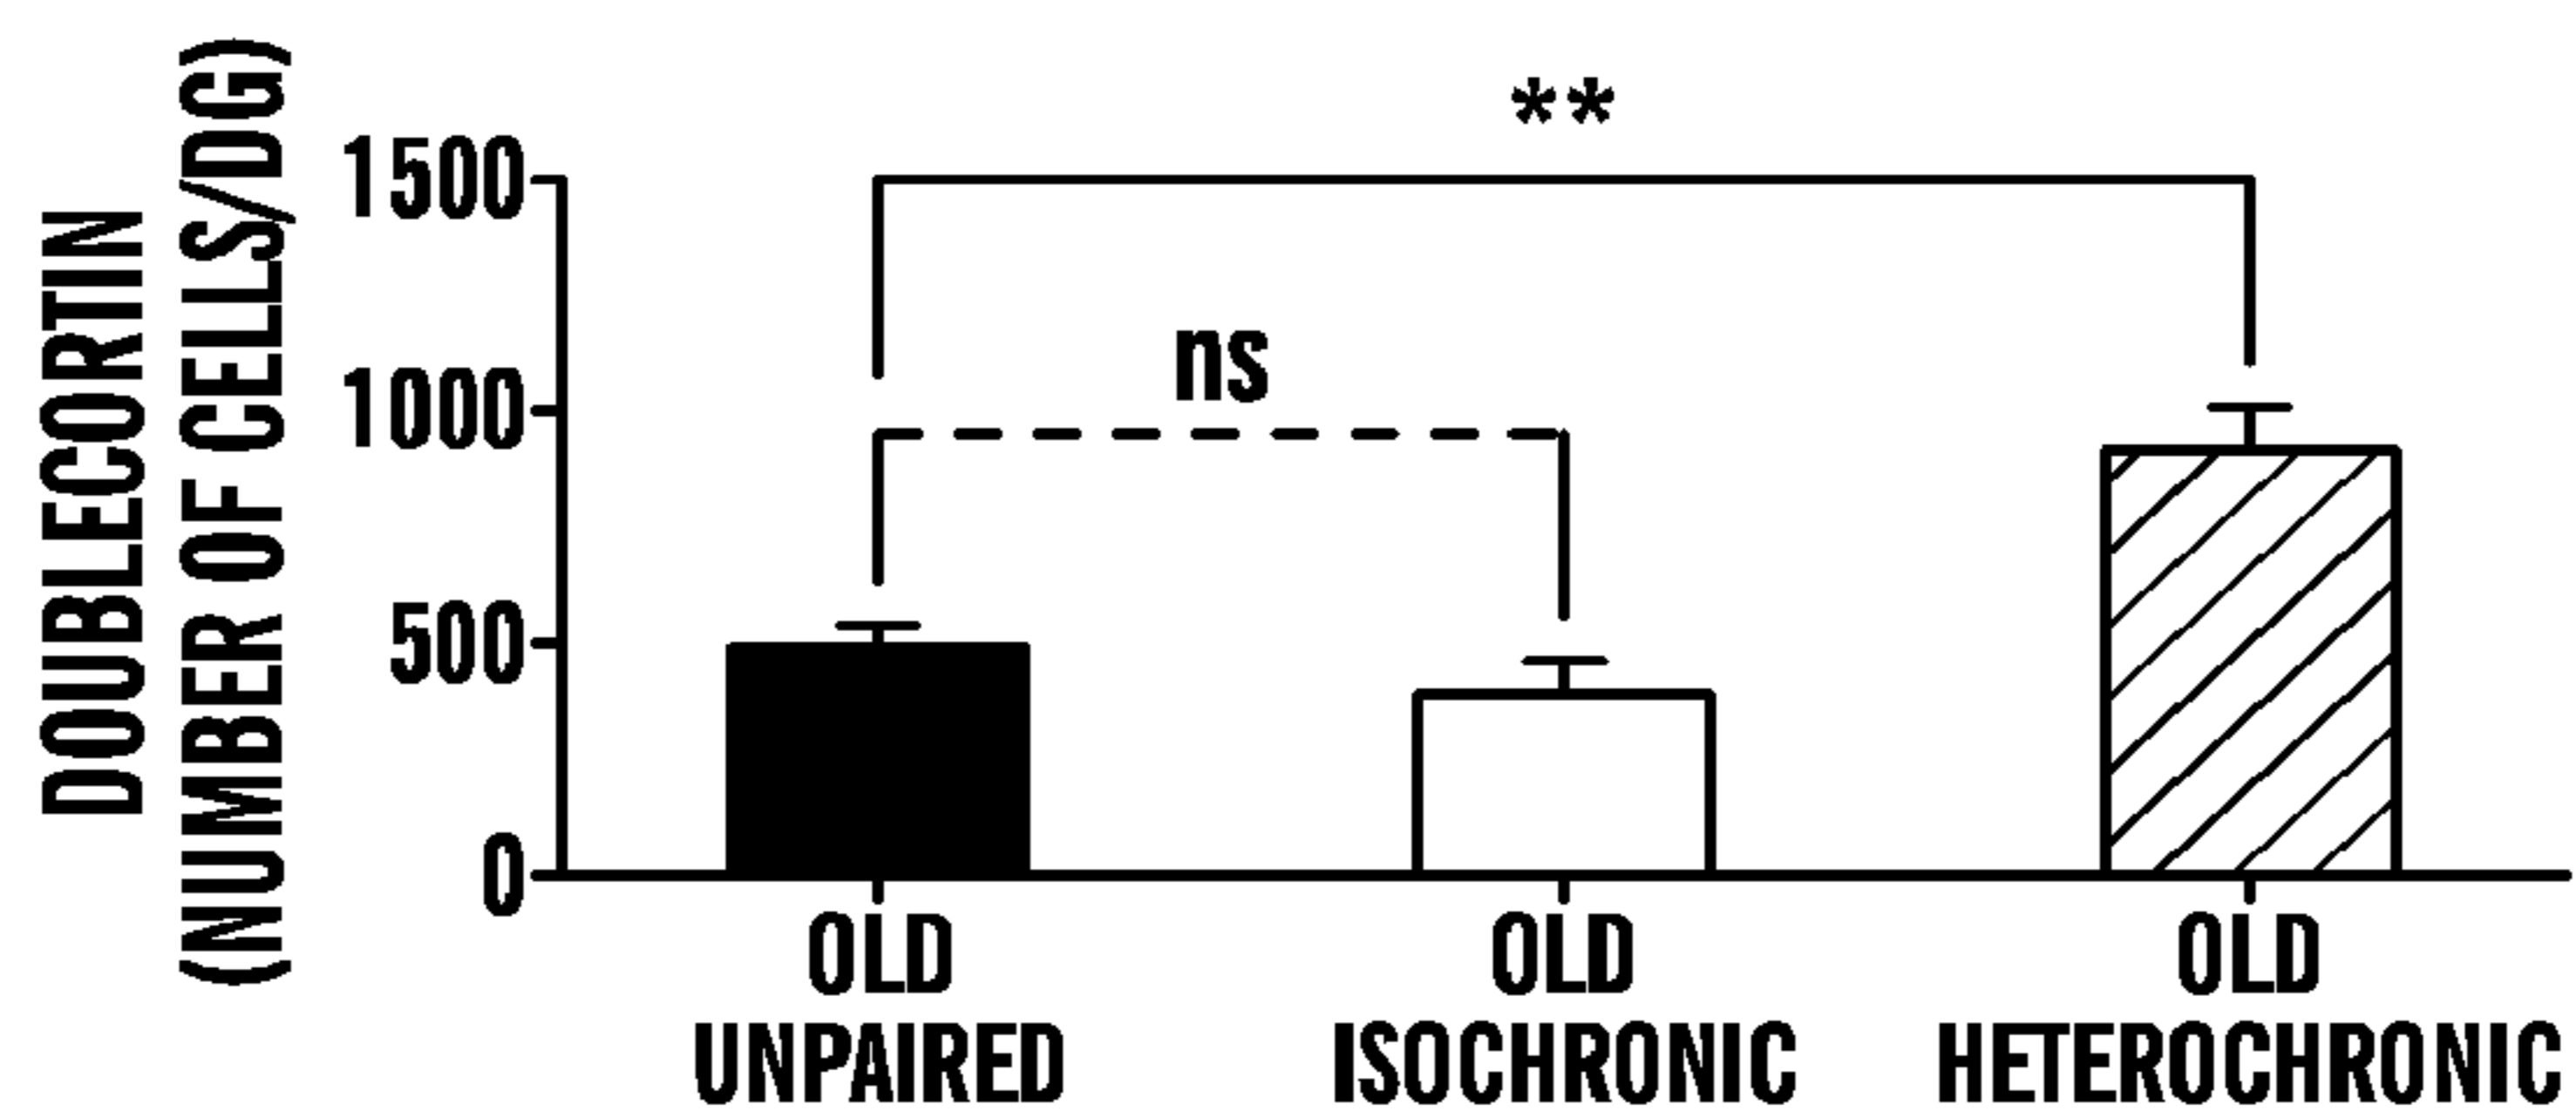 DOUBLECORTIN
(NUMBER OF CELLS/DG)
1500
1000
500
0
**
ns
OLD
UNPAIRED
OLD
ISOCHRONIC
OLD
HETEROCHRONIC